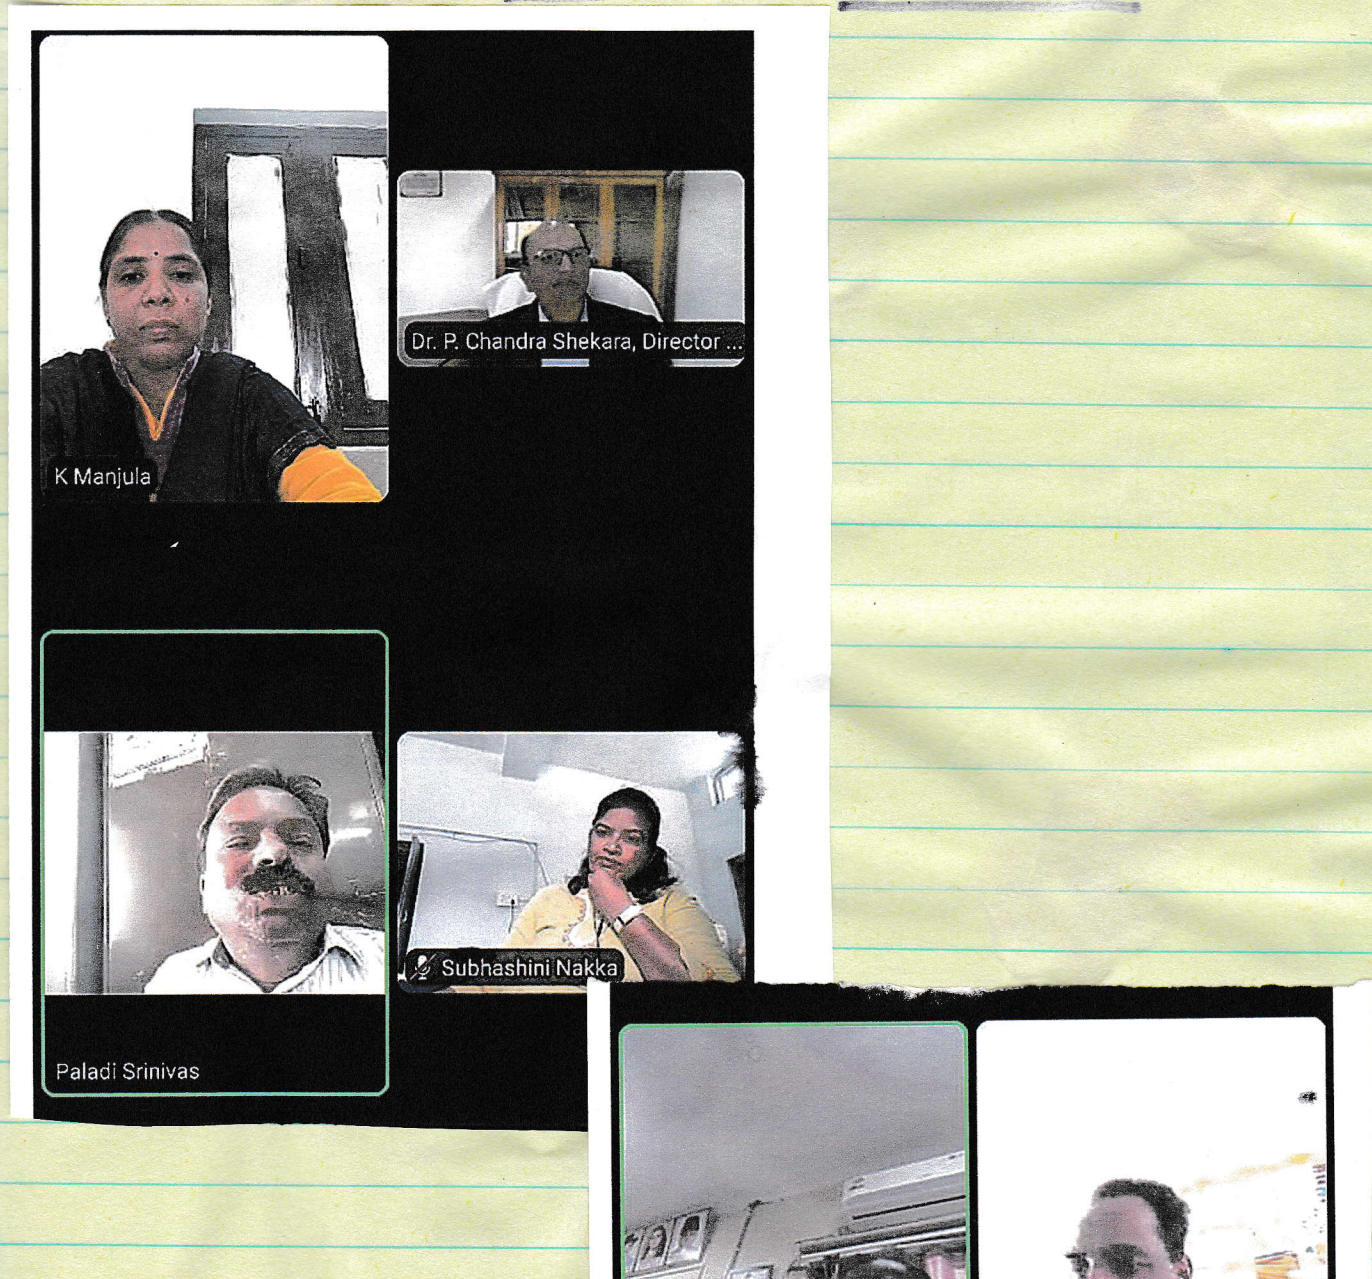 Dr. P. Chandra Shekara, Director ...
K Manjula
Subhashini Nakka
Paladi Srinivas